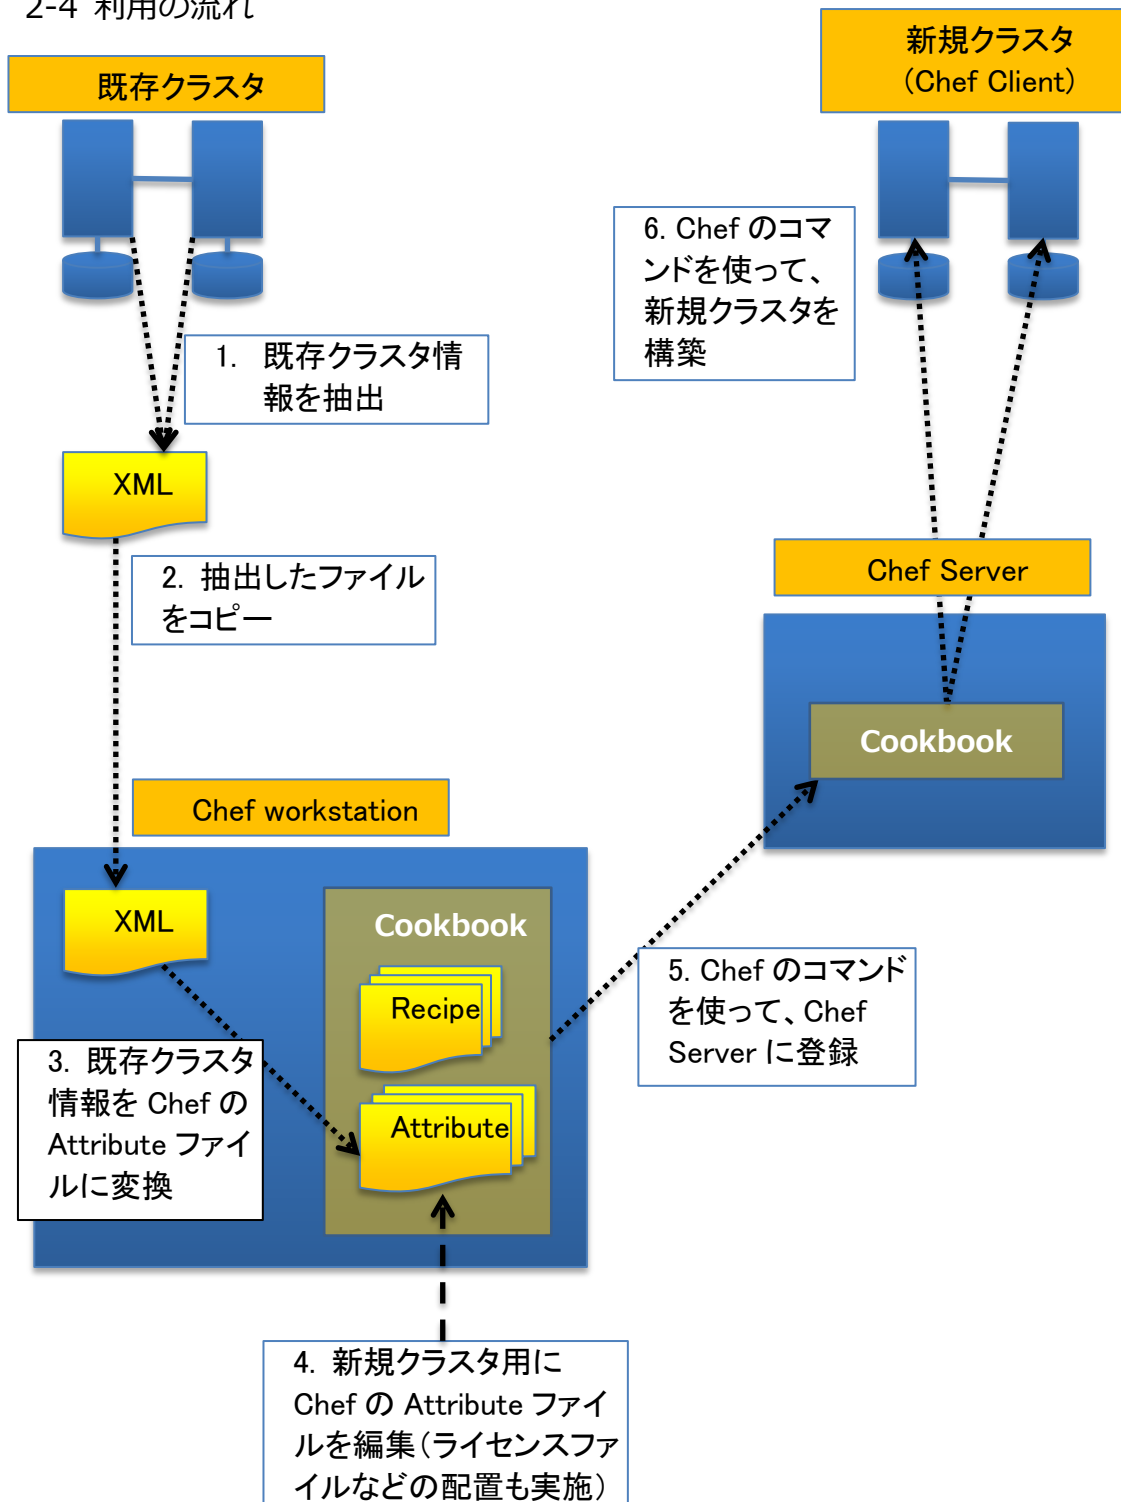 2-4 利用の流れ
既存クラスタ
新規クラスタ
(Chef Client)
6. Chef のコマ
ンドを使って、
新規クラスタを
構築
1. 既存クラスタ情
報を抽出
XML
2. 抽出したファイル
をコピー
Chef Server
Cookbook
Chef workstation
XML
Cookbook
Recipe
Attribute
3. 既存クラスタ
情報を Chef の
Attribute ファイ
ルに変換
5. Chef のコマンド
を使って、Chef
Server に登録
4. 新規クラスタ用に
Chef の Attribute ファイ
ルを編集(ライセンスファ
イルなどの配置も実施)